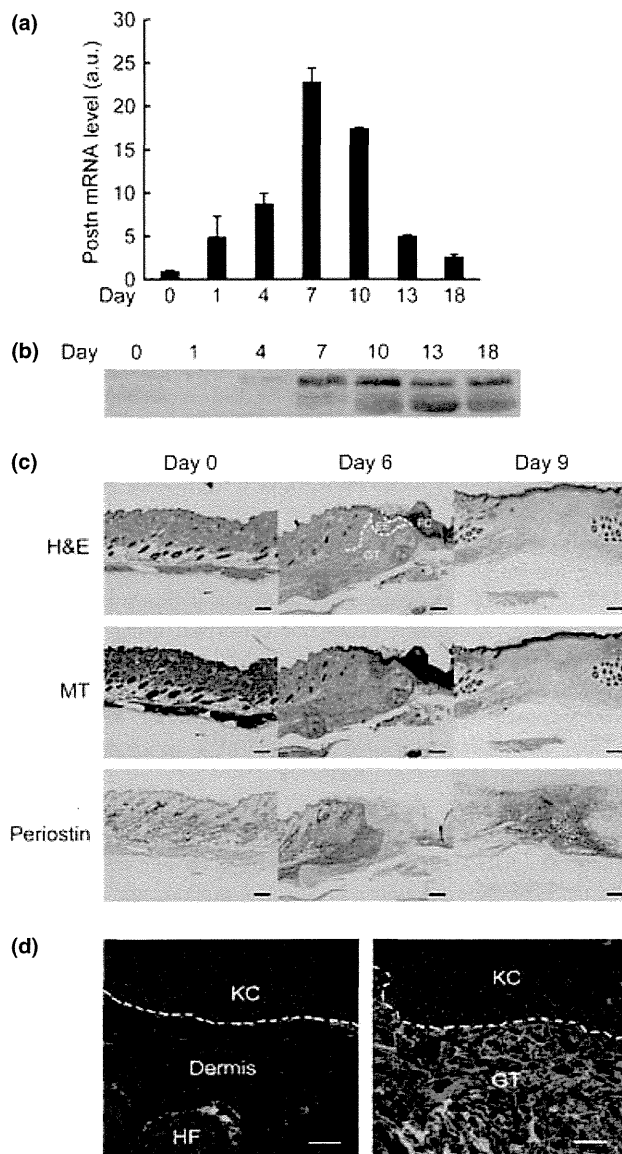 (a)
Postn mRNA level (a.u.)
30
25
20
15
10
5
0
Day 0 1 4 7 10 13 18
(b)
Day 0 1 4 7 10 13 18
(c)
Day 0 Day 6 Day 9
H&E
GT
MT
Periostin
(d)
KC
Dermis
HF
KC
GT